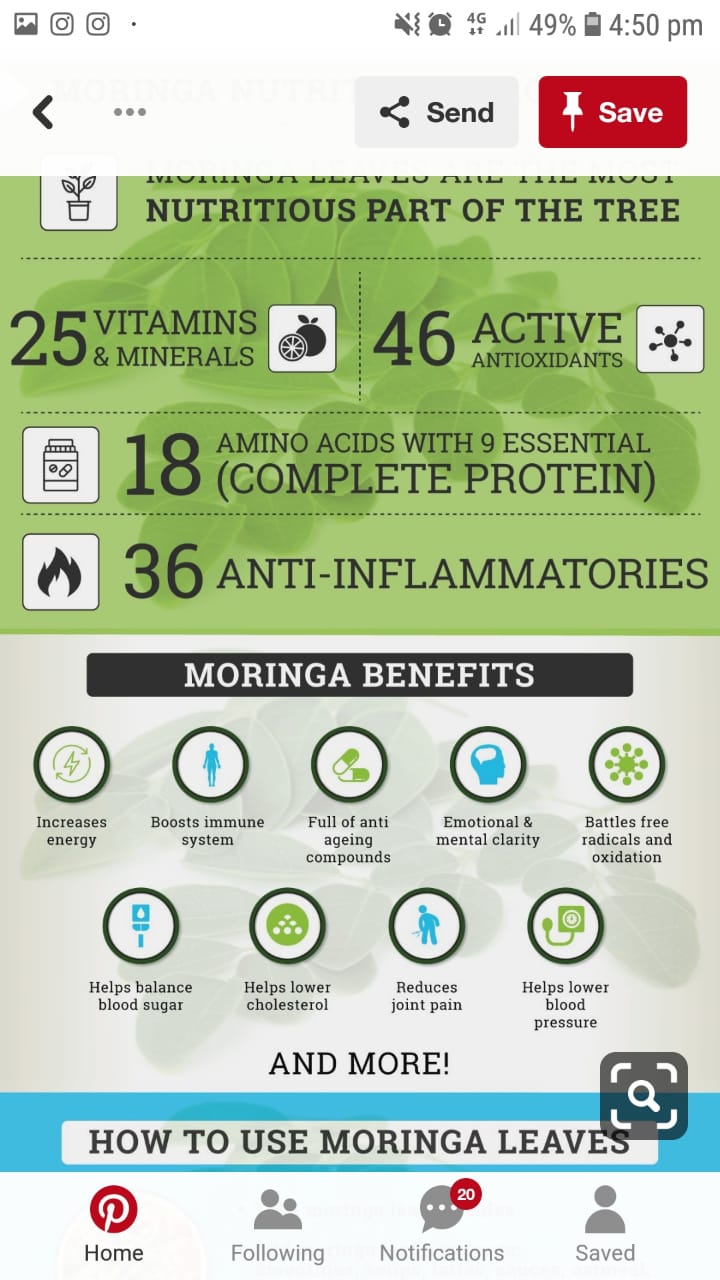 4G 49% 4:50 pm
MORINGA
Send
Save
MORINGA LEAVES ARE THE MOST
NUTRITIOUS PART OF THE TREE
25 VITAMINS
& MINERALS
46 ACTIVE
ANTIOXIDANTS
18 AMINO ACIDS WITH 9 ESSENTIAL
(COMPLETE PROTEIN)
36 ANTI-INFLAMMATORIES
MORINGA BENEFITS
Increases
energy
Boosts immune
system
Full of anti
ageing
compounds
Emotional &
mental clarity
Battles free
radicals and
oxidation
Helps balance
blood sugar
Helps lower
cholesterol
Reduces
joint pain
Helps lower
blood
pressure
AND MORE!
HOW TO USE MORINGA LEAVES
20
Home
Following
Notifications
Saved